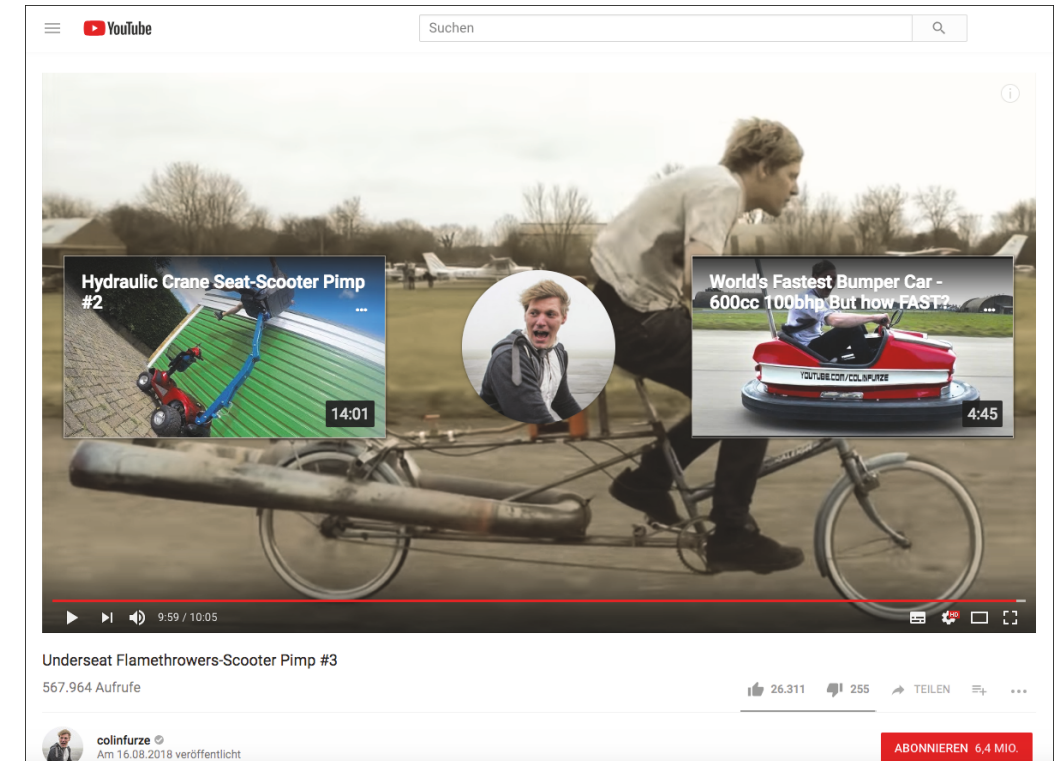 YouTube
Suchen
Hydraulic Crane Seat-Scooter Pimp
#2
14:01
World's Fastest Bumper Car -
600cc 100bhp But how FAST?
YOUTUBE.COM/COLINFURZE
4:45
9:59 / 10:05
HD
Underseat Flamethrowers-Scooter Pimp #3
567.964 Aufrufe
26.311
255
TEILEN
colinfurze
Am 16.08.2018 veröffentlicht
ABONNIEREN 6,4 MIO.